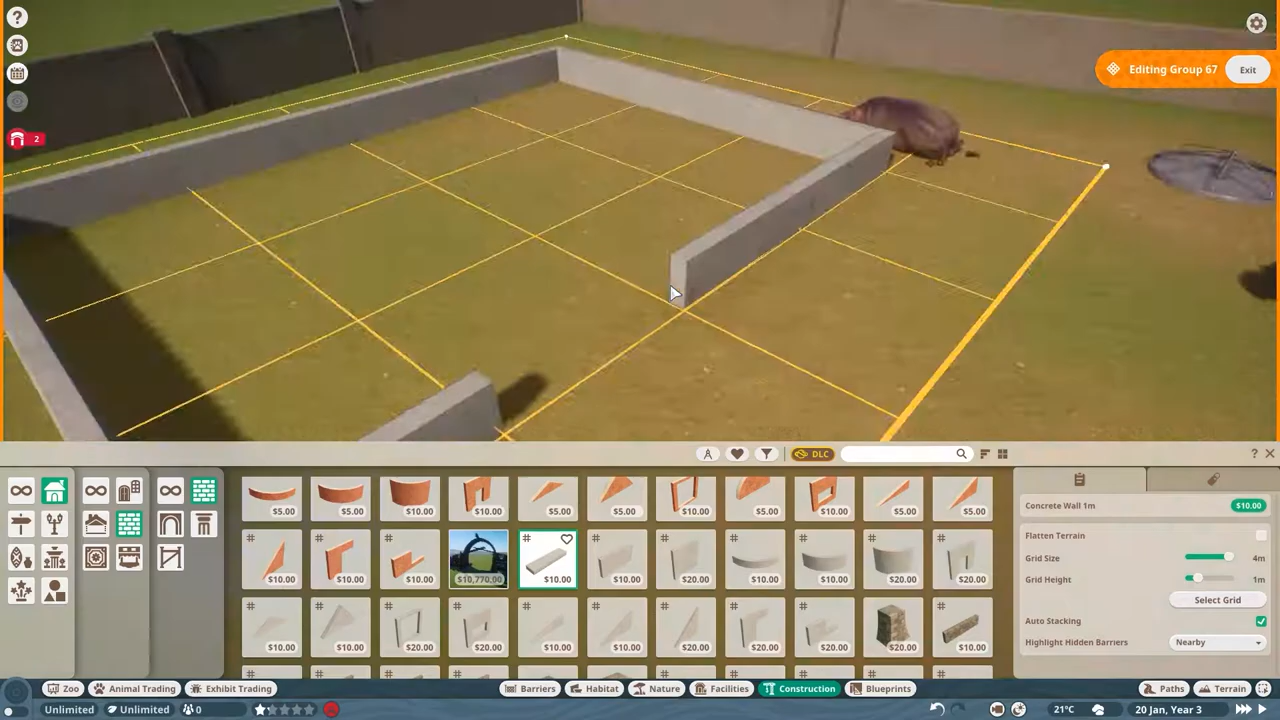 ?
Editing Group 67 Exit
2
DLC
? ×
$5.00 $5.00 $10.00 $10.00 $5.00 $5.00 $10.00 $5.00 $10.00 $5.00 $5.00
$10.00 $10.00 $10.00 $10,770.00 $10.00 $10.00 $20.00 $5.00 $10.00 $20.00 $20.00
$10.00 $10.00 $20.00 $20.00 $10.00 $10.00 $10.00 $10.00 $10.00 $20.00 $10.00
Concrete Wall 1m $10.00
Flatten Terrain
Grid Size 4m
Grid Height 1m
Select Grid
Auto Stacking
Highlight Hidden Barriers Nearby
Zoo Animal Trading Exhibit Trading Barriers Habitat Nature Facilities Construction Blueprints Paths Terrain
Unlimited Unlimited 0 21°C 20 Jan, Year 3